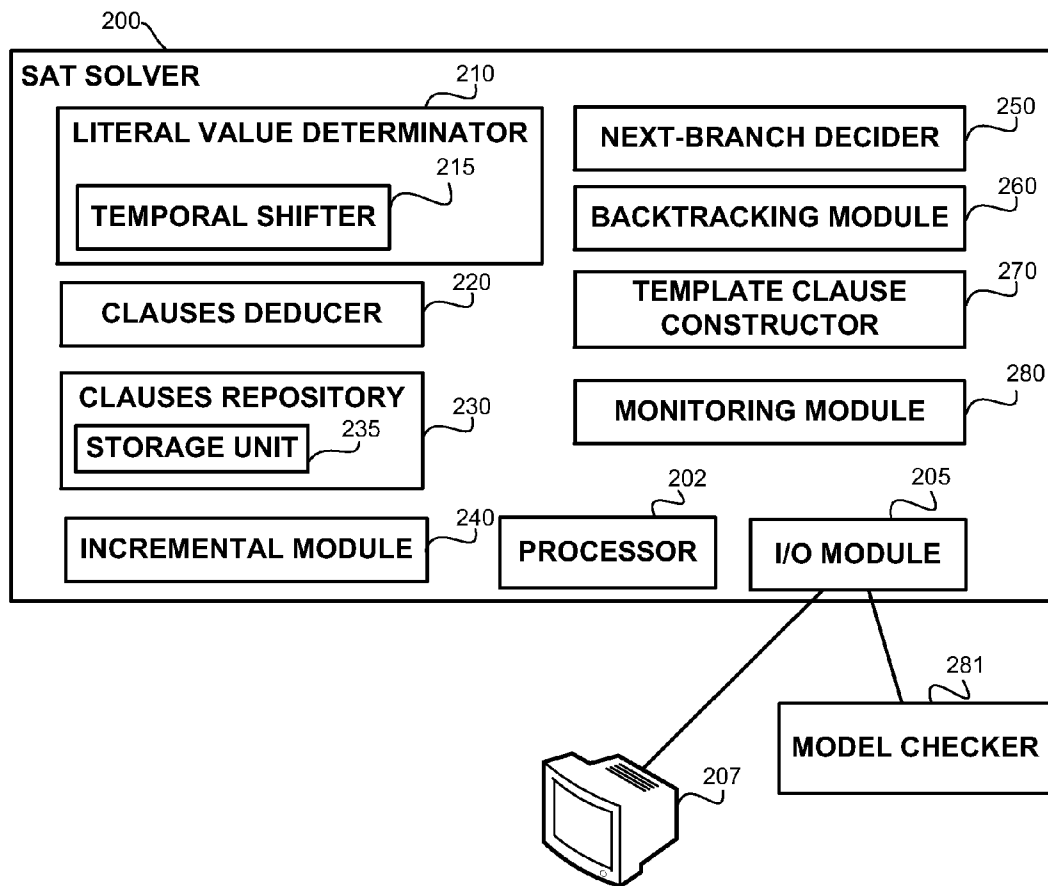 200
SAT SOLVER
210
LITERAL VALUE DETERMINATOR
215
TEMPORAL SHIFTER
220
CLAUSES DEDUCER
CLAUSES REPOSITORY
230
STORAGE UNIT
235
240
INCREMENTAL MODULE
250
NEXT-BRANCH DECIDER
260
BACKTRACKING MODULE
270
TEMPLATE CLAUSE
CONSTRUCTOR
280
MONITORING MODULE
202
PROCESSOR
205
I/O MODULE
281
MODEL CHECKER
207